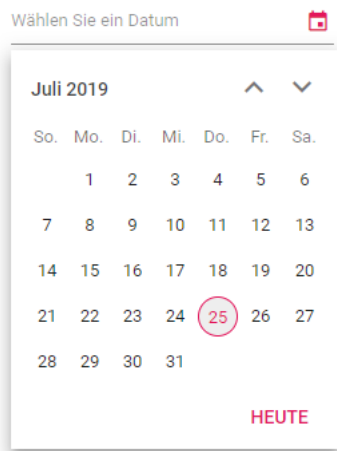 Wählen Sie ein Datum
Juli 2019
So. Mo. Di. Mi. Do. Fr. Sa.
1 2 3 4 5 6
7 8 9 10 11 12 13
14 15 16 17 18 19 20
21 22 23 24 25 26 27
28 29 30 31
HEUTE